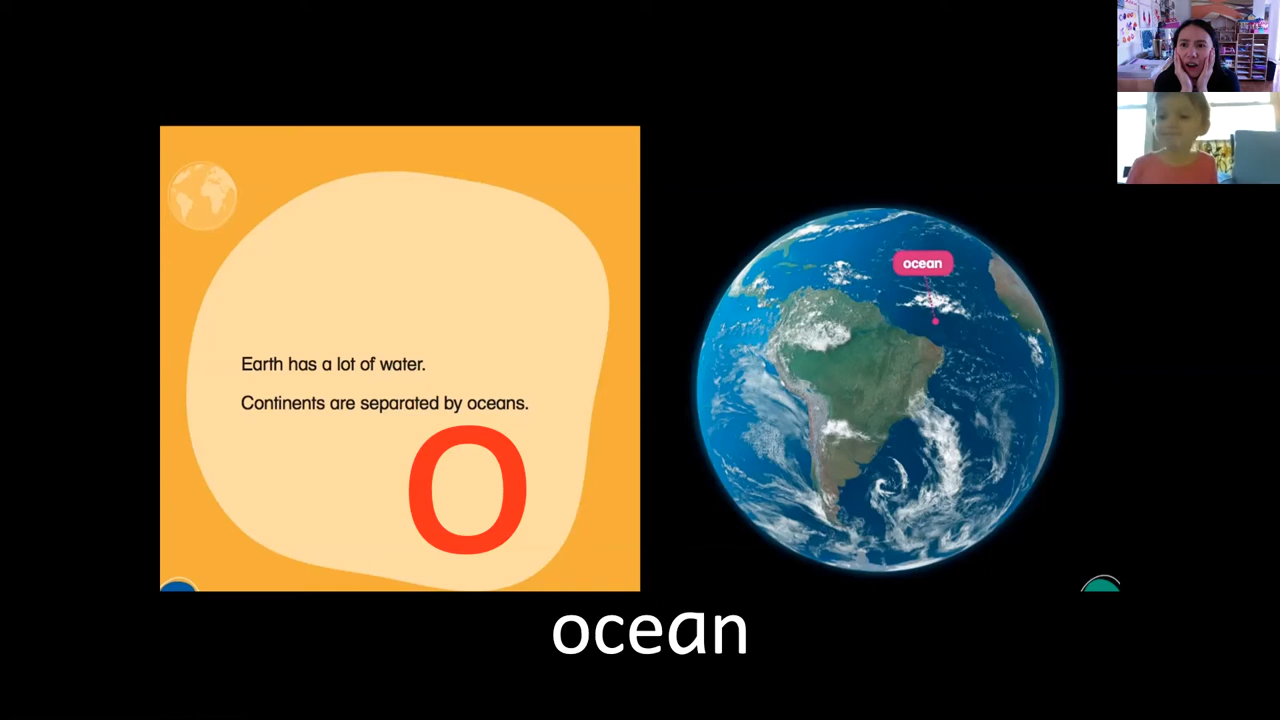 Earth has a lot of water.
Continents are separated by oceans.
O
ocean
ocean